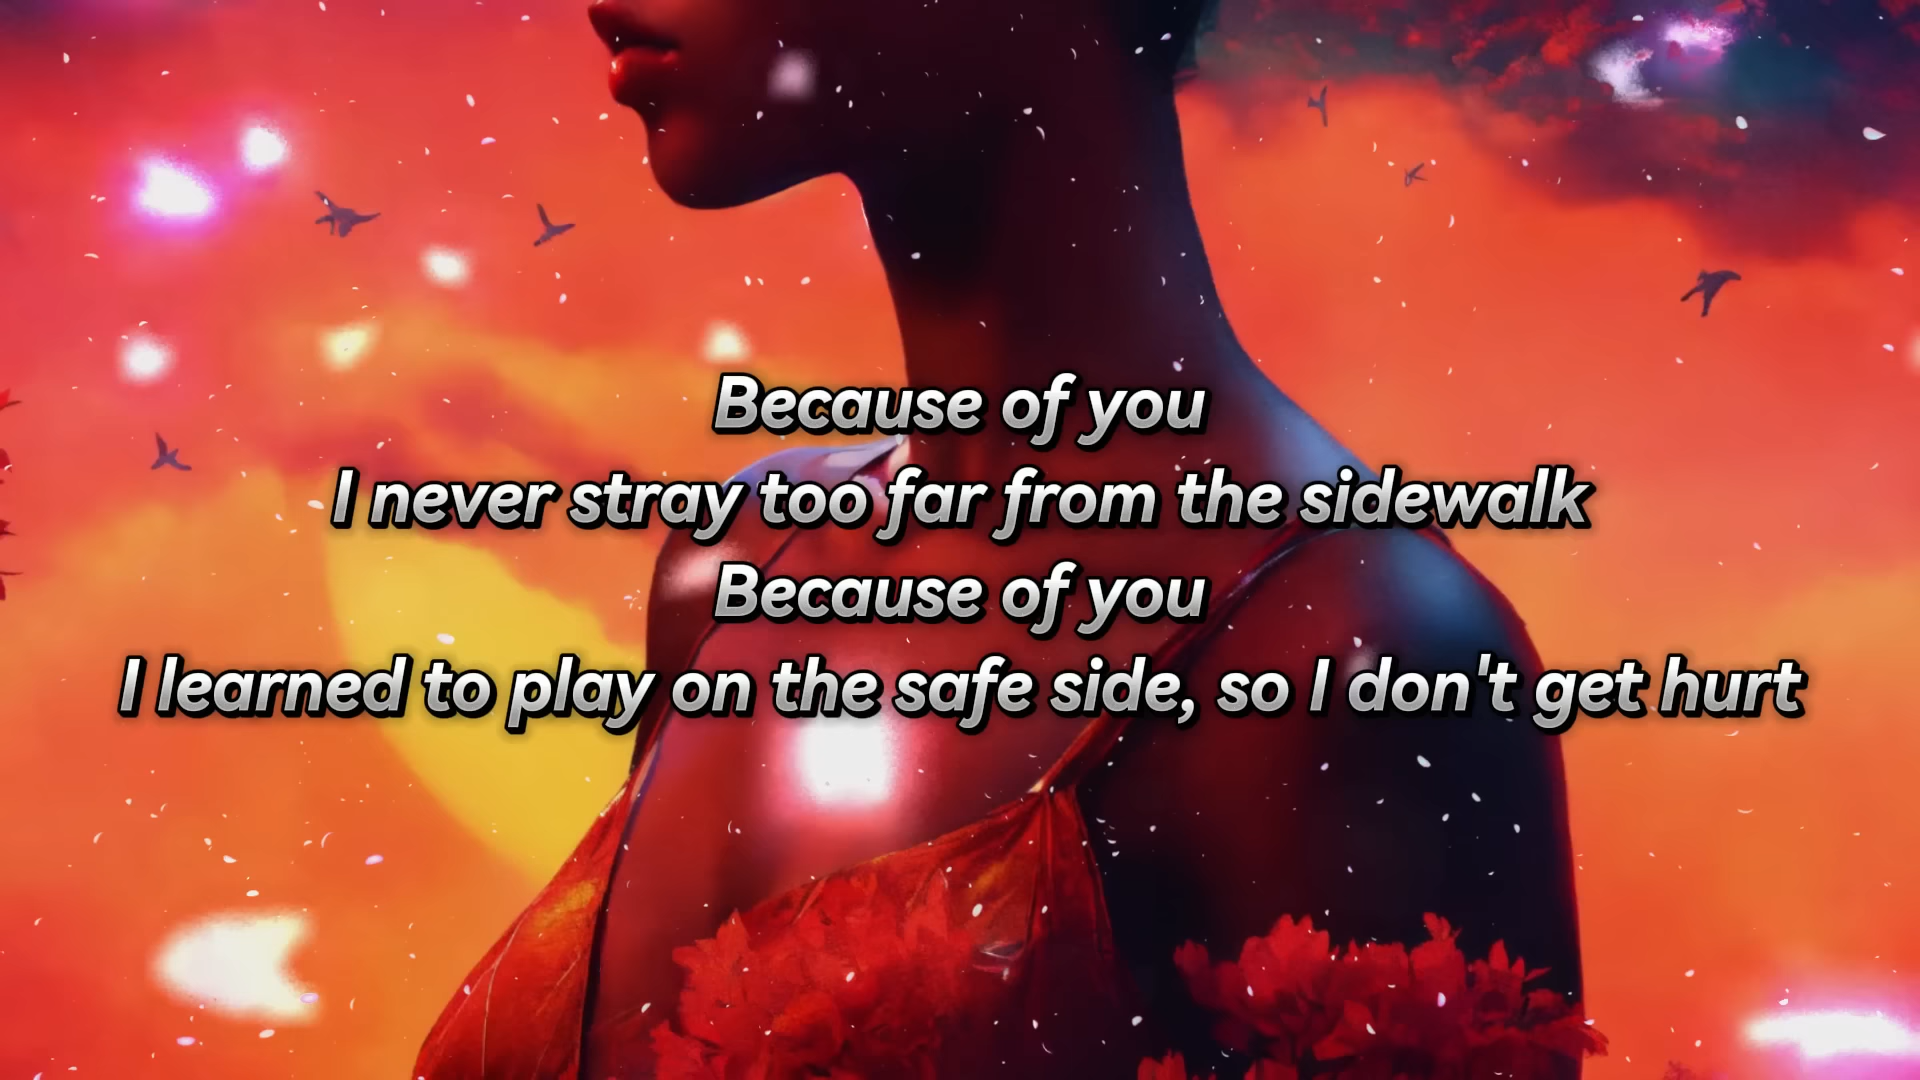 Because of you
I never stray too far from the sidewalk
Because of you
I learned to play on the safe side, so I don't get hurt